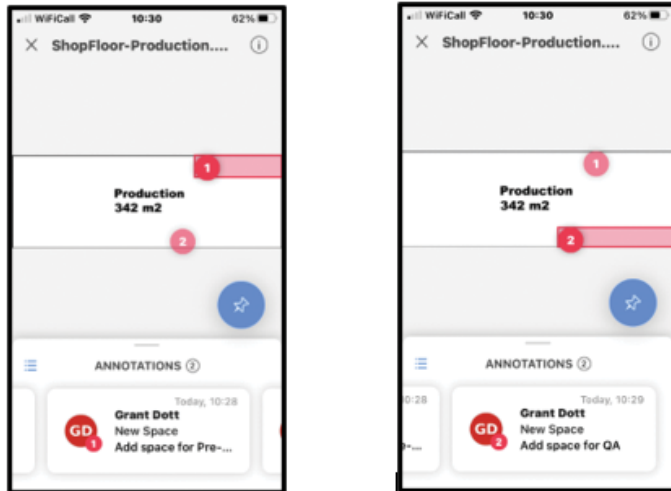 WiFiCall 10:30 62%
ShopFloor-Production....
1
Production
342 m2
2
ANNOTATIONS 2
Today, 10:28
Grant Dott
GD
1
New Space
Add space for Pre-...
WiFiCall 10:30 62%
ShopFloor-Production....
1
Production
342 m2
2
ANNOTATIONS 2
0:28
Today, 10:29
Grant Dott
GD
2
New Space
Add space for QA